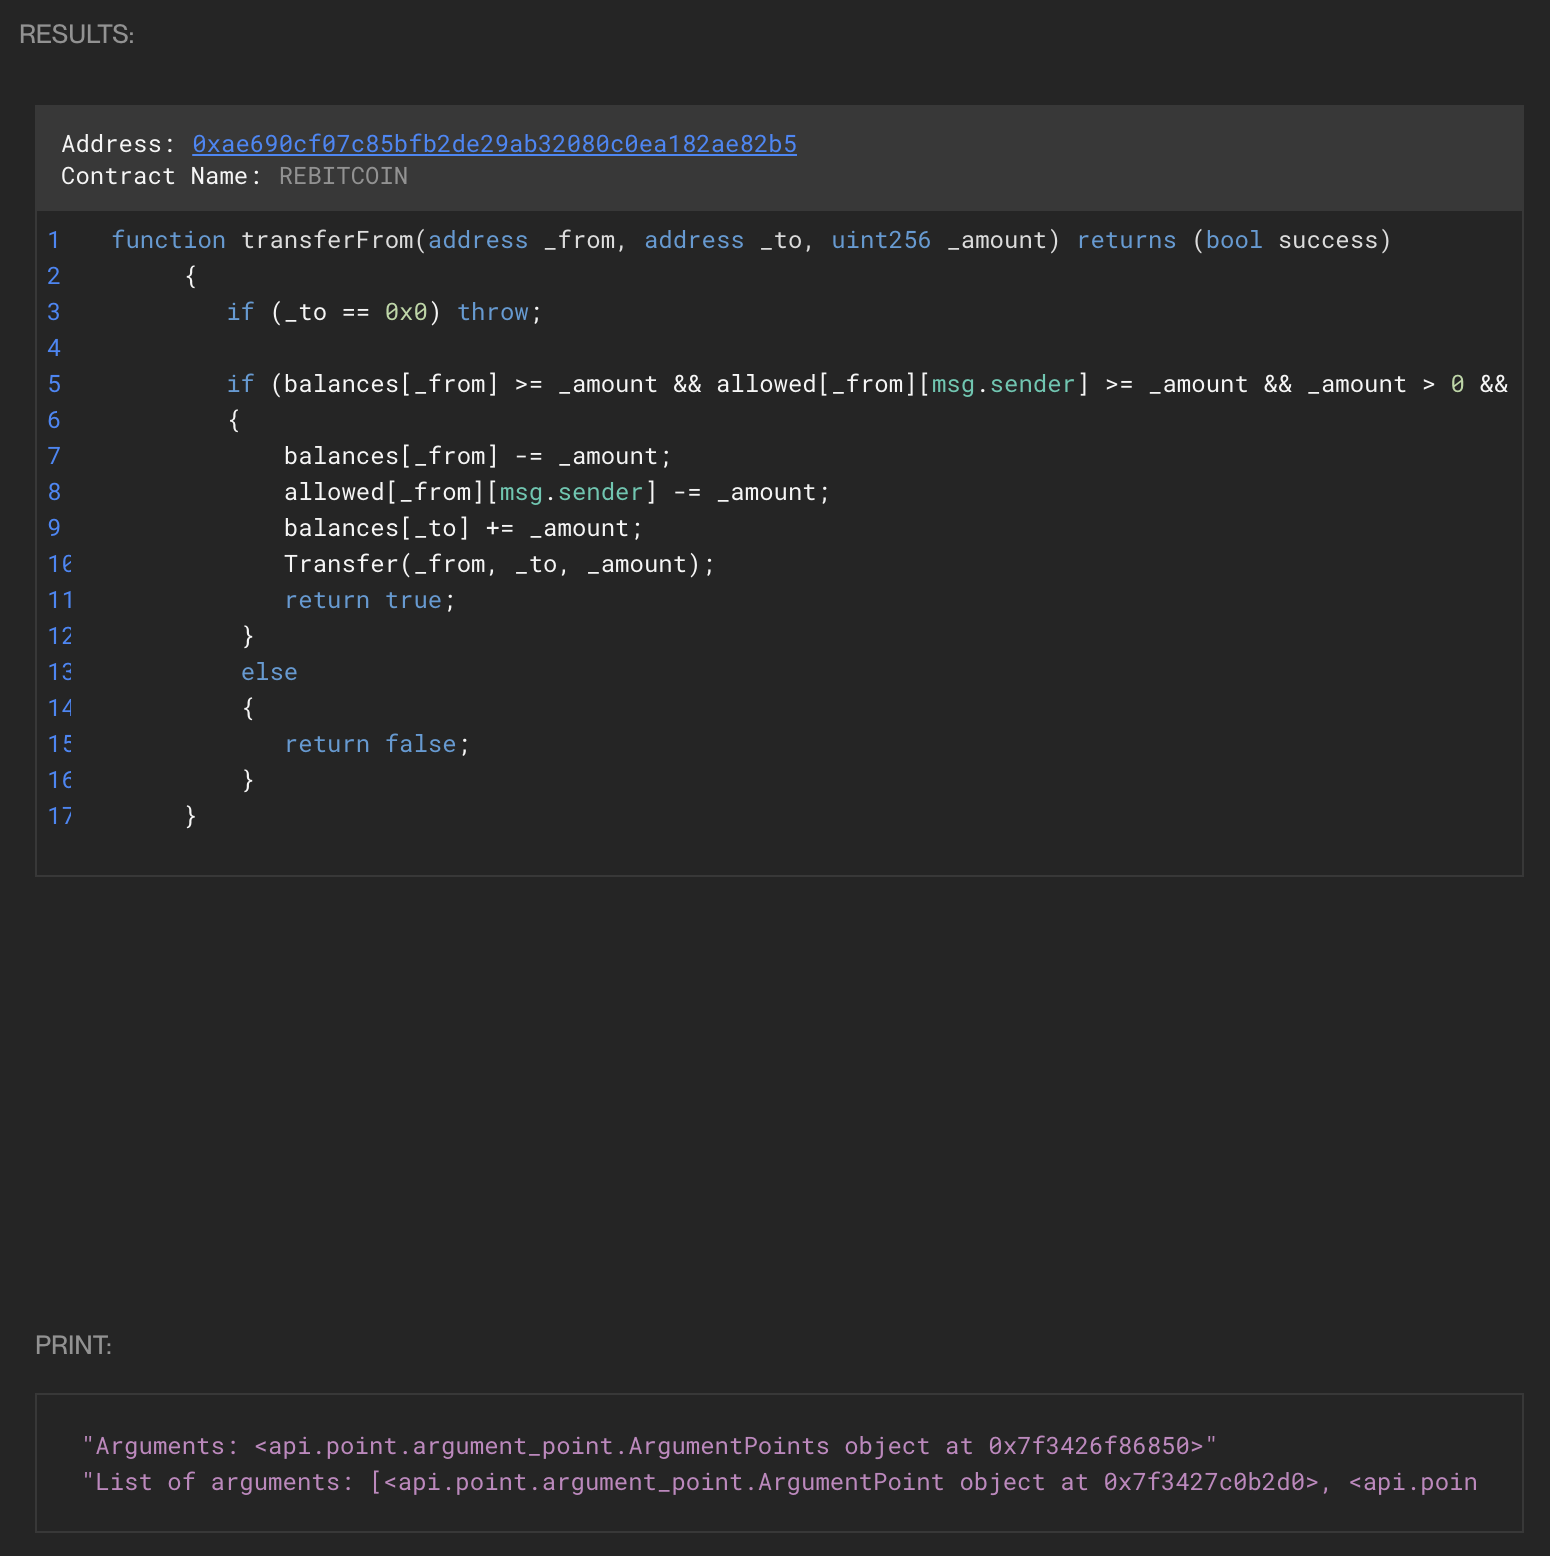 RESULTS:
Address: 0xae690cf07c85bfb2de29ab32080c0ea182ae82b5
Contract Name: REBITCOIN
1 function transferFrom(address _from, address _to, uint256 _amount) returns (bool success)
2 {
3 if (_to == 0x0) throw;
4
5 if (balances[_from] >= _amount && allowed[_from][msg.sender] >= _amount && _amount > 0 &&
6 {
7 balances[_from] -= _amount;
8 allowed[_from][msg.sender] -= _amount;
9 balances[_to] += _amount;
10 Transfer(_from, _to, _amount);
11 return true;
12 }
13 else
14 {
15 return false;
16 }
17 }
PRINT:
"Arguments: <api.point.argument_point.ArgumentPoints object at 0x7f3426f86850>"
"List of arguments: [<api.point.argument_point.ArgumentPoint object at 0x7f3427c0b2d0>, <api.poin